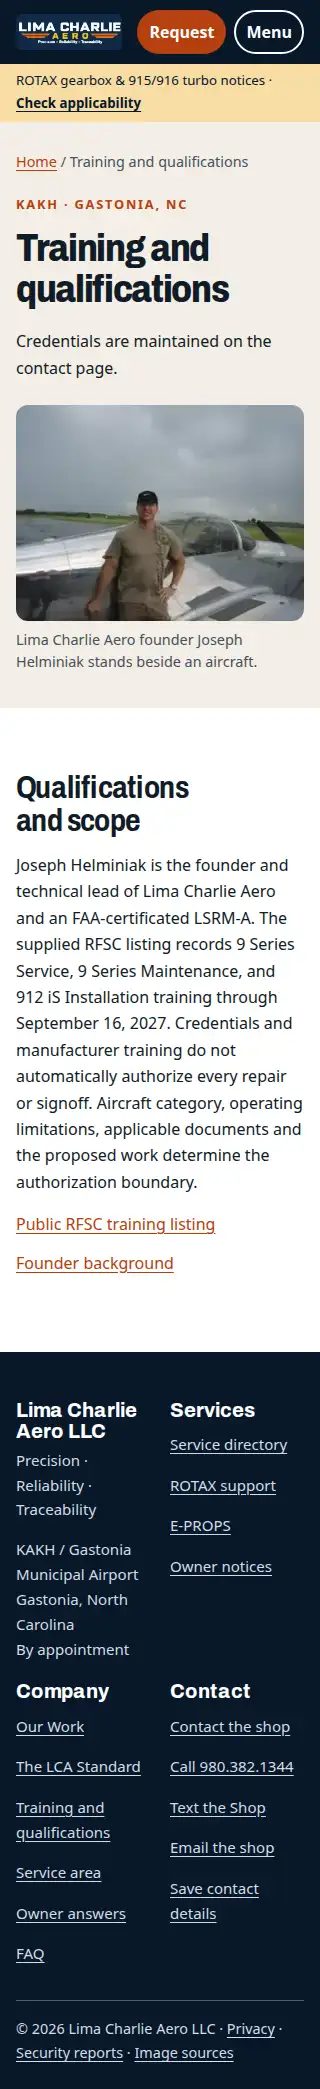 LIMA CHARLIE
AERO
Precision · Reliability · Traceability
Request
Menu
ROTAX gearbox & 915/916 turbo notices ·
Check applicability
Home / Training and qualifications
KAKH · GASTONIA, NC
Training and
qualifications
Credentials are maintained on the
contact page.
Lima Charlie Aero founder Joseph
Helminiak stands beside an aircraft.
Qualifications
and scope
Joseph Helminiak is the founder and
technical lead of Lima Charlie Aero
and an FAA-certificated LSRM-A. The
supplied RFSC listing records 9 Series
Service, 9 Series Maintenance, and
912 iS Installation training through
September 16, 2027. Credentials and
manufacturer training do not
automatically authorize every repair
or signoff. Aircraft category, operating
limitations, applicable documents and
the proposed work determine the
authorization boundary.
Public RFSC training listing
Founder background
Lima Charlie
Aero LLC
Precision ·
Reliability ·
Traceability
KAKH / Gastonia
Municipal Airport
Gastonia, North
Carolina
By appointment
Services
Service directory
ROTAX support
E-PROPS
Owner notices
Company
Our Work
The LCA Standard
Training and
qualifications
Service area
Owner answers
FAQ
Contact
Contact the shop
Call 980.382.1344
Text the Shop
Email the shop
Save contact
details
© 2026 Lima Charlie Aero LLC · Privacy ·
Security reports · Image sources